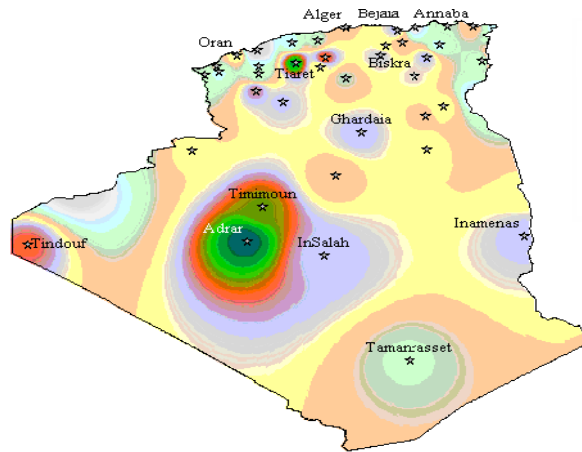 Alger Bejaia Annaba
Oran
Tiaret Biskra
Ghardaia
Timimoun
Adrar
Inamenas
Tindouf
InSalah
Tamanrasset